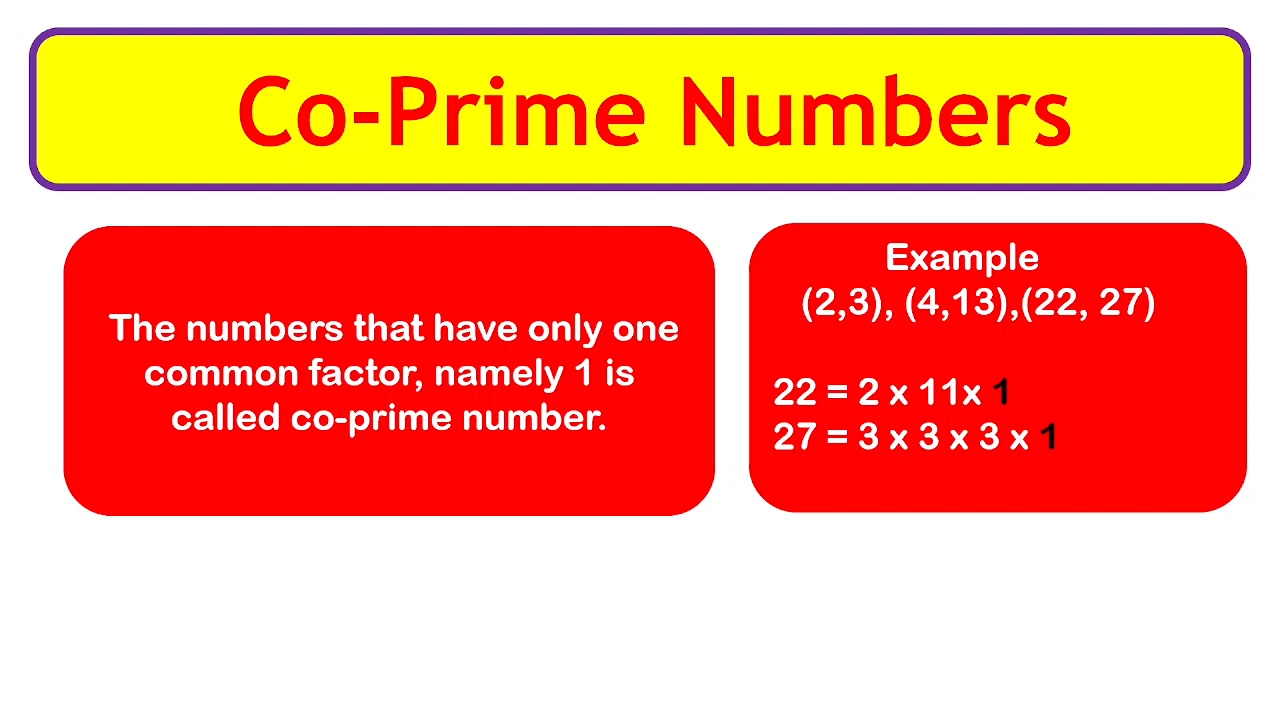 Co-Prime Numbers
The numbers that have only one
common factor, namely 1 is
called co-prime number.
Example
(2,3), (4,13),(22, 27)
22 = 2 x 11x 1
27 = 3 x 3 x 3 x 1